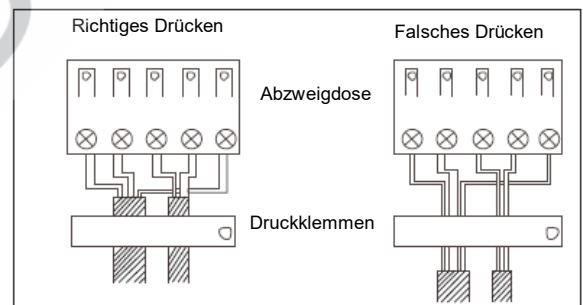 Richtiges Drücken
Falsches Drücken
Abzweigdose
Druckklemmen